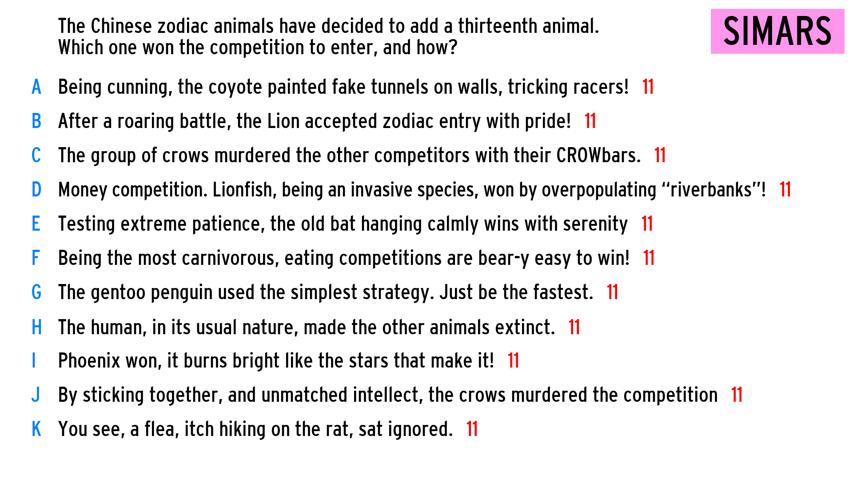 The Chinese zodiac animals have decided to add a thirteenth animal.
Which one won the competition to enter, and how?
SIMARS
A Being cunning, the coyote painted fake tunnels on walls, tricking racers! 11
B After a roaring battle, the Lion accepted zodiac entry with pride! 11
C The group of crows murdered the other competitors with their CROWbars. 11
D Money competition. Lionfish, being an invasive species, won by overpopulating “riverbanks”! 11
E Testing extreme patience, the old bat hanging calmly wins with serenity 11
F Being the most carnivorous, eating competitions are bear-y easy to win! 11
G The gentoo penguin used the simplest strategy. Just be the fastest. 11
H The human, in its usual nature, made the other animals extinct. 11
I Phoenix won, it burns bright like the stars that make it! 11
J By sticking together, and unmatched intellect, the crows murdered the competition 11
K You see, a flea, itch hiking on the rat, sat ignored. 11